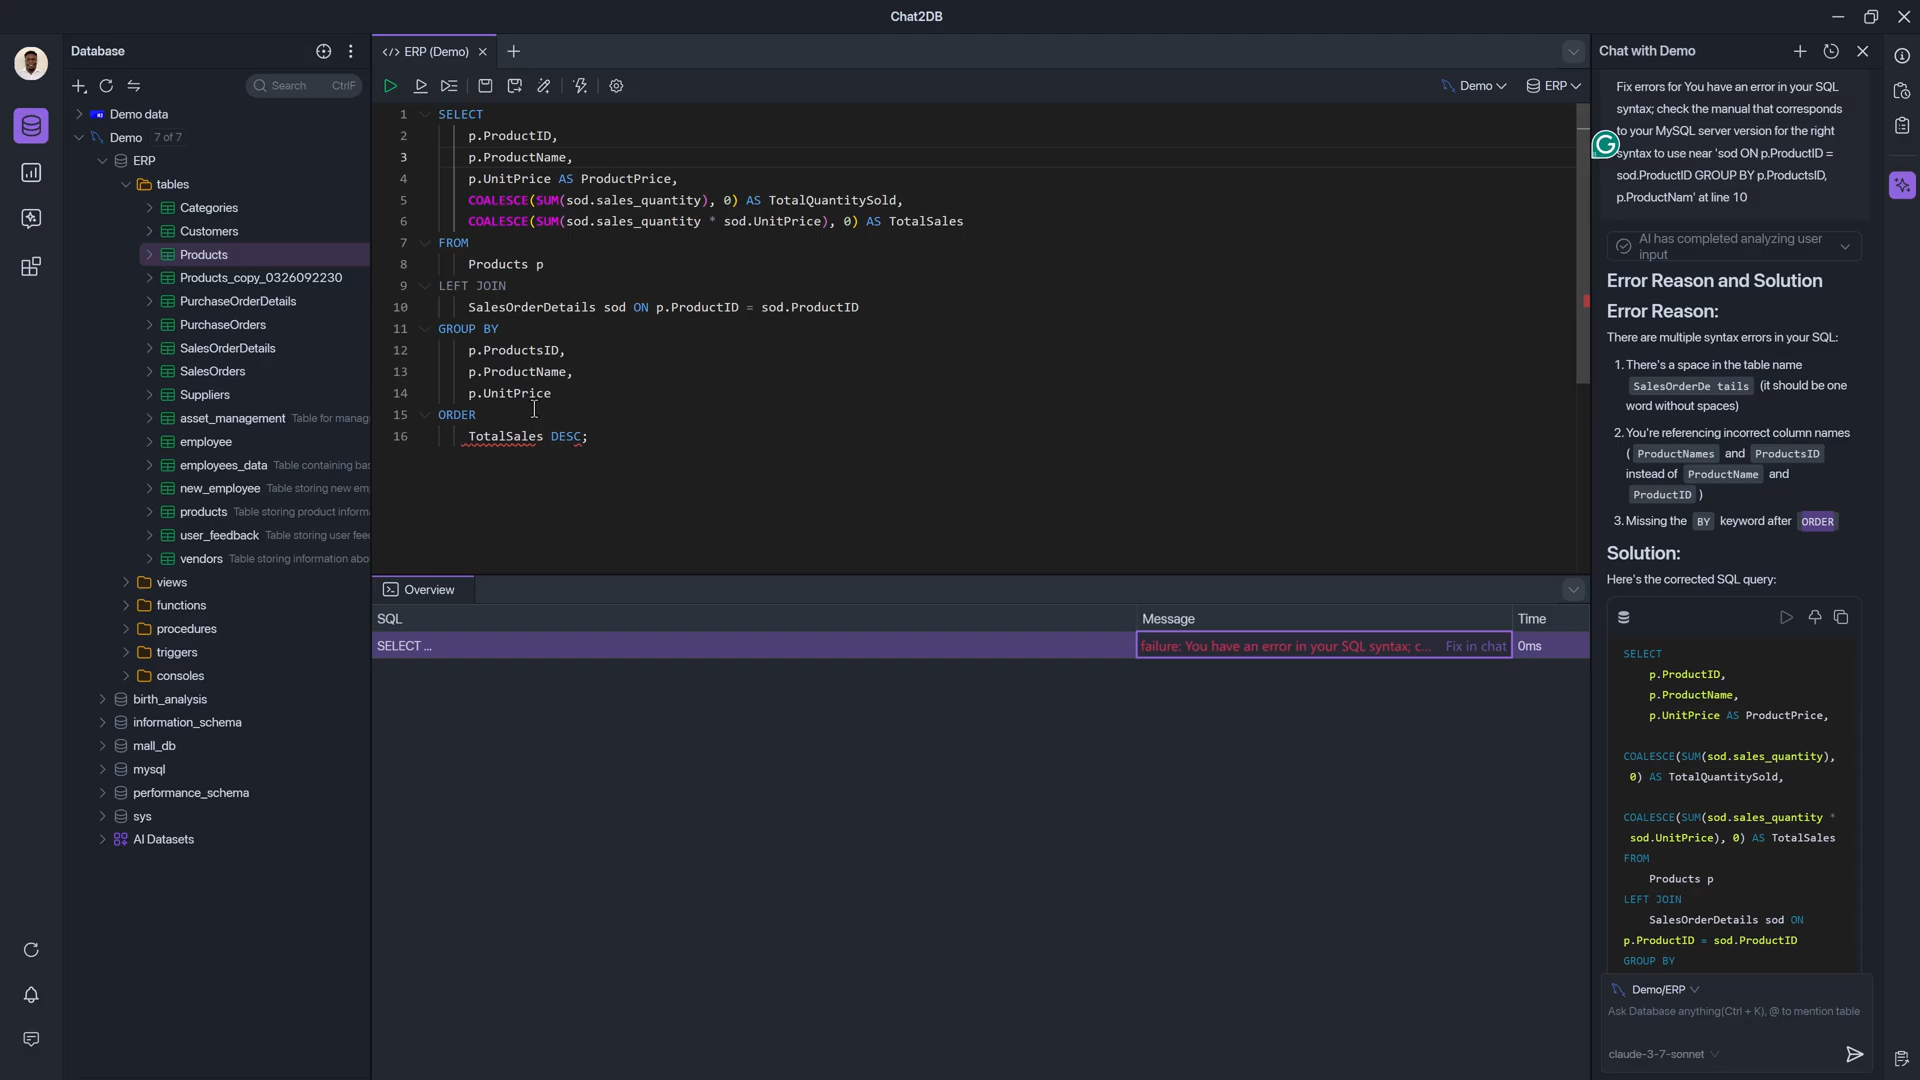 Chat2DB
Database
Search CtrlF
Demo data
Demo 7 of 7
ERP
tables
Categories
Customers
Products
Products_copy_0326092230
PurchaseOrderDetails
PurchaseOrders
SalesOrderDetails
SalesOrders
Suppliers
asset_management Table for manag
employee
employees_data Table containing bas
new_employee Table storing new em
products Table storing product inform
user_feedback Table storing user fee
vendors Table storing information abo
views
functions
procedures
triggers
consoles
birth_analysis
information_schema
mall_db
mysql
performance_schema
sys
AI Datasets
</> ERP (Demo)
Demo
ERP
1 SELECT
2 p.ProductID,
3 p.ProductName,
4 p.UnitPrice AS ProductPrice,
5 COALESCE(SUM(sod.sales_quantity), 0) AS TotalQuantitySold,
6 COALESCE(SUM(sod.sales_quantity * sod.UnitPrice), 0) AS TotalSales
7 FROM
8 Products p
9 LEFT JOIN
10 SalesOrderDetails sod ON p.ProductID = sod.ProductID
11 GROUP BY
12 p.ProductsID,
13 p.ProductName,
14 p.UnitPrice
15 ORDER
16 TotalSales DESC;
Overview
SQL Message Time
SELECT ... failure: You have an error in your SQL syntax; c... Fix in chat 0ms
Chat with Demo
Fix errors for You have an error in your SQL
syntax; check the manual that corresponds
to your MySQL server version for the right
syntax to use near 'sod ON p.ProductID =
sod.ProductID GROUP BY p.ProductsID,
p.ProductNam' at line 10
AI has completed analyzing user
input
Error Reason and Solution
Error Reason:
There are multiple syntax errors in your SQL:
1. There's a space in the table name
SalesOrderDe tails (it should be one
word without spaces)
2. You're referencing incorrect column names
( ProductNames and ProductsID
instead of ProductName and
ProductID )
3. Missing the BY keyword after ORDER
Solution:
Here's the corrected SQL query:
SELECT
p.ProductID,
p.ProductName,
p.UnitPrice AS ProductPrice,
COALESCE(SUM(sod.sales_quantity),
0) AS TotalQuantitySold,
COALESCE(SUM(sod.sales_quantity *
sod.UnitPrice), 0) AS TotalSales
FROM
Products p
LEFT JOIN
SalesOrderDetails sod ON
p.ProductID = sod.ProductID
GROUP BY
Demo/ERP
Ask Database anything(Ctrl + K), @ to mention table
claude-3-7-sonnet